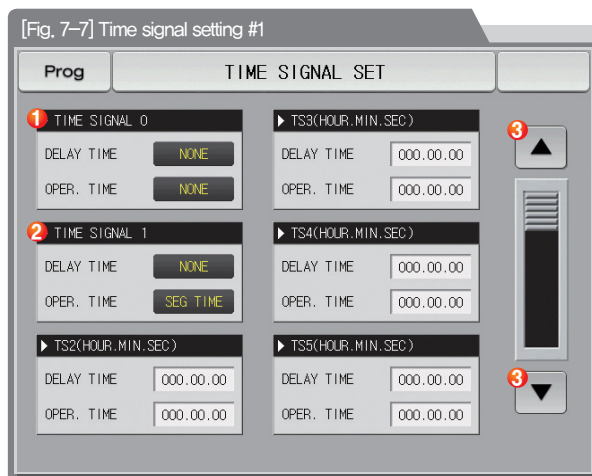 [Fig. 7-7] Time signal setting #1
Prog
TIME SIGNAL SET
1 TIME SIGNAL 0
DELAY TIME NONE
OPER. TIME NONE
2 TIME SIGNAL 1
DELAY TIME NONE
OPER. TIME SEG TIME
▶ TS2(HOUR.MIN.SEC)
DELAY TIME 000.00.00
OPER. TIME 000.00.00
▶ TS3(HOUR.MIN.SEC)
DELAY TIME 000.00.00
OPER. TIME 000.00.00
▶ TS4(HOUR.MIN.SEC)
DELAY TIME 000.00.00
OPER. TIME 000.00.00
▶ TS5(HOUR.MIN.SEC)
DELAY TIME 000.00.00
OPER. TIME 000.00.00
3
▲
3
▼